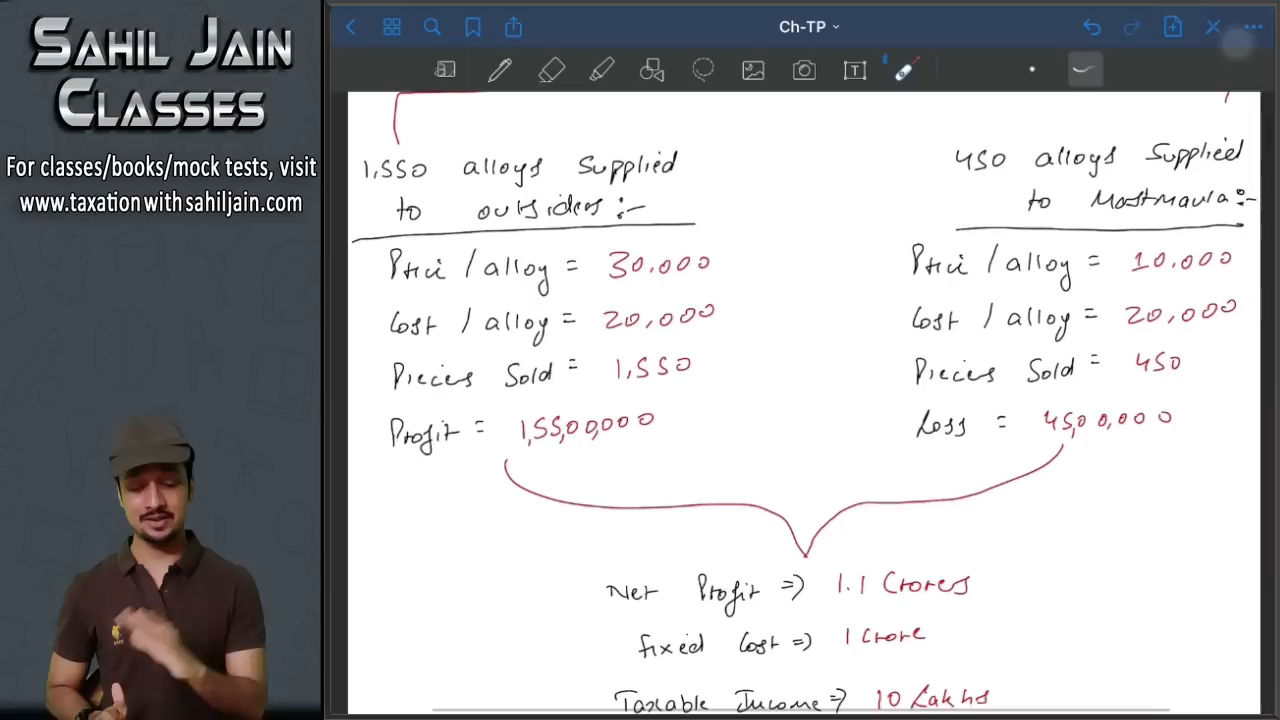 SAHIL JAIN
CLASSES
For classes/books/mock tests, visit
www.taxationwithsahiljain.com
Ch-TP
1,550 alloys Supplied
to outsiders :-
Price / alloy = 30,000
Cost / alloy = 20,000
Pieces Sold = 1,550
Profit = 1,55,00,000
450 alloys Supplied
to Mastmaula :-
Price / alloy = 10,000
Cost / alloy = 20,000
Pieces Sold = 450
Loss = 45,00,000
Net Profit => 1.1 Crores
fixed Cost => 1 Crore
Taxable Income => 10 Lakhs